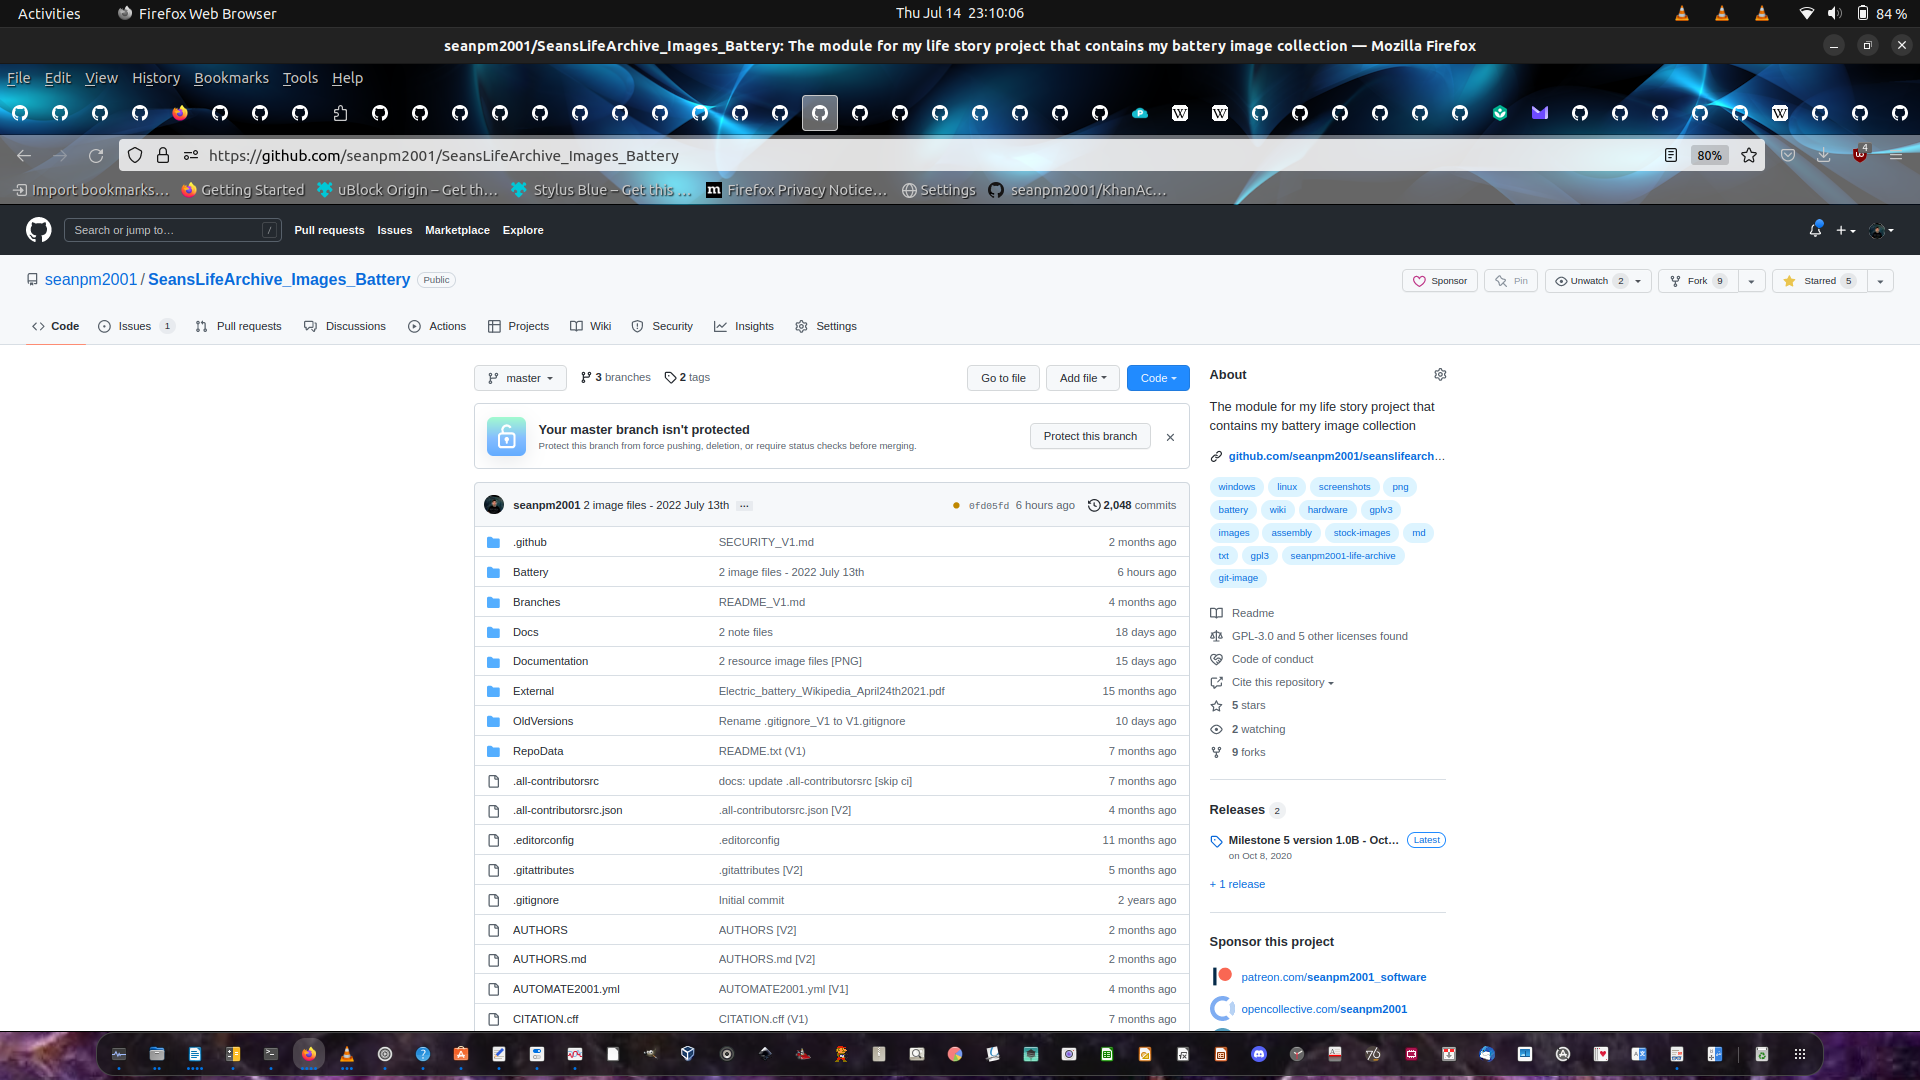 Activities Firefox Web Browser Thu Jul 14 23:10:06 84 %
seanpm2001/SeansLifeArchive_Images_Battery: The module for my life story project that contains my battery image collection — Mozilla Firefox
File Edit View History Bookmarks Tools Help
https://github.com/seanpm2001/SeansLifeArchive_Images_Battery 80% 4
Import bookmarks… Getting Started uBlock Origin – Get th… Stylus Blue – Get this … Firefox Privacy Notice… Settings seanpm2001/KhanAc…
Search or jump to… / Pull requests Issues Marketplace Explore
seanpm2001 / SeansLifeArchive_Images_Battery Public Sponsor Pin Unwatch 2 Fork 9 Starred 5
Code Issues 1 Pull requests Discussions Actions Projects Wiki Security Insights Settings
master 3 branches 2 tags Go to file Add file Code
Your master branch isn't protected
Protect this branch from force pushing, deletion, or require status checks before merging.
Protect this branch
seanpm2001 2 image files - 2022 July 13th ... 0fd05fd 6 hours ago 2,048 commits
.github SECURITY_V1.md 2 months ago
Battery 2 image files - 2022 July 13th 6 hours ago
Branches README_V1.md 4 months ago
Docs 2 note files 18 days ago
Documentation 2 resource image files [PNG] 15 days ago
External Electric_battery_Wikipedia_April24th2021.pdf 15 months ago
OldVersions Rename .gitignore_V1 to V1.gitignore 10 days ago
RepoData README.txt (V1) 7 months ago
.all-contributorsrc docs: update .all-contributorsrc [skip ci] 7 months ago
.all-contributorsrc.json .all-contributorsrc.json [V2] 4 months ago
.editorconfig .editorconfig 11 months ago
.gitattributes .gitattributes [V2] 5 months ago
.gitignore Initial commit 2 years ago
AUTHORS AUTHORS [V2] 2 months ago
AUTHORS.md AUTHORS.md [V2] 2 months ago
AUTOMATE2001.yml AUTOMATE2001.yml [V1] 4 months ago
CITATION.cff CITATION.cff (V1) 7 months ago
About
The module for my life story project that
contains my battery image collection
github.com/seanpm2001/seanslifearch…
windows linux screenshots png
battery wiki hardware gplv3
images assembly stock-images md
txt gpl3 seanpm2001-life-archive
git-image
Readme
GPL-3.0 and 5 other licenses found
Code of conduct
Cite this repository
5 stars
2 watching
9 forks
Releases 2
Milestone 5 version 1.0B - Oct… Latest
on Oct 8, 2020
+ 1 release
Sponsor this project
patreon.com/seanpm2001_software
opencollective.com/seanpm2001